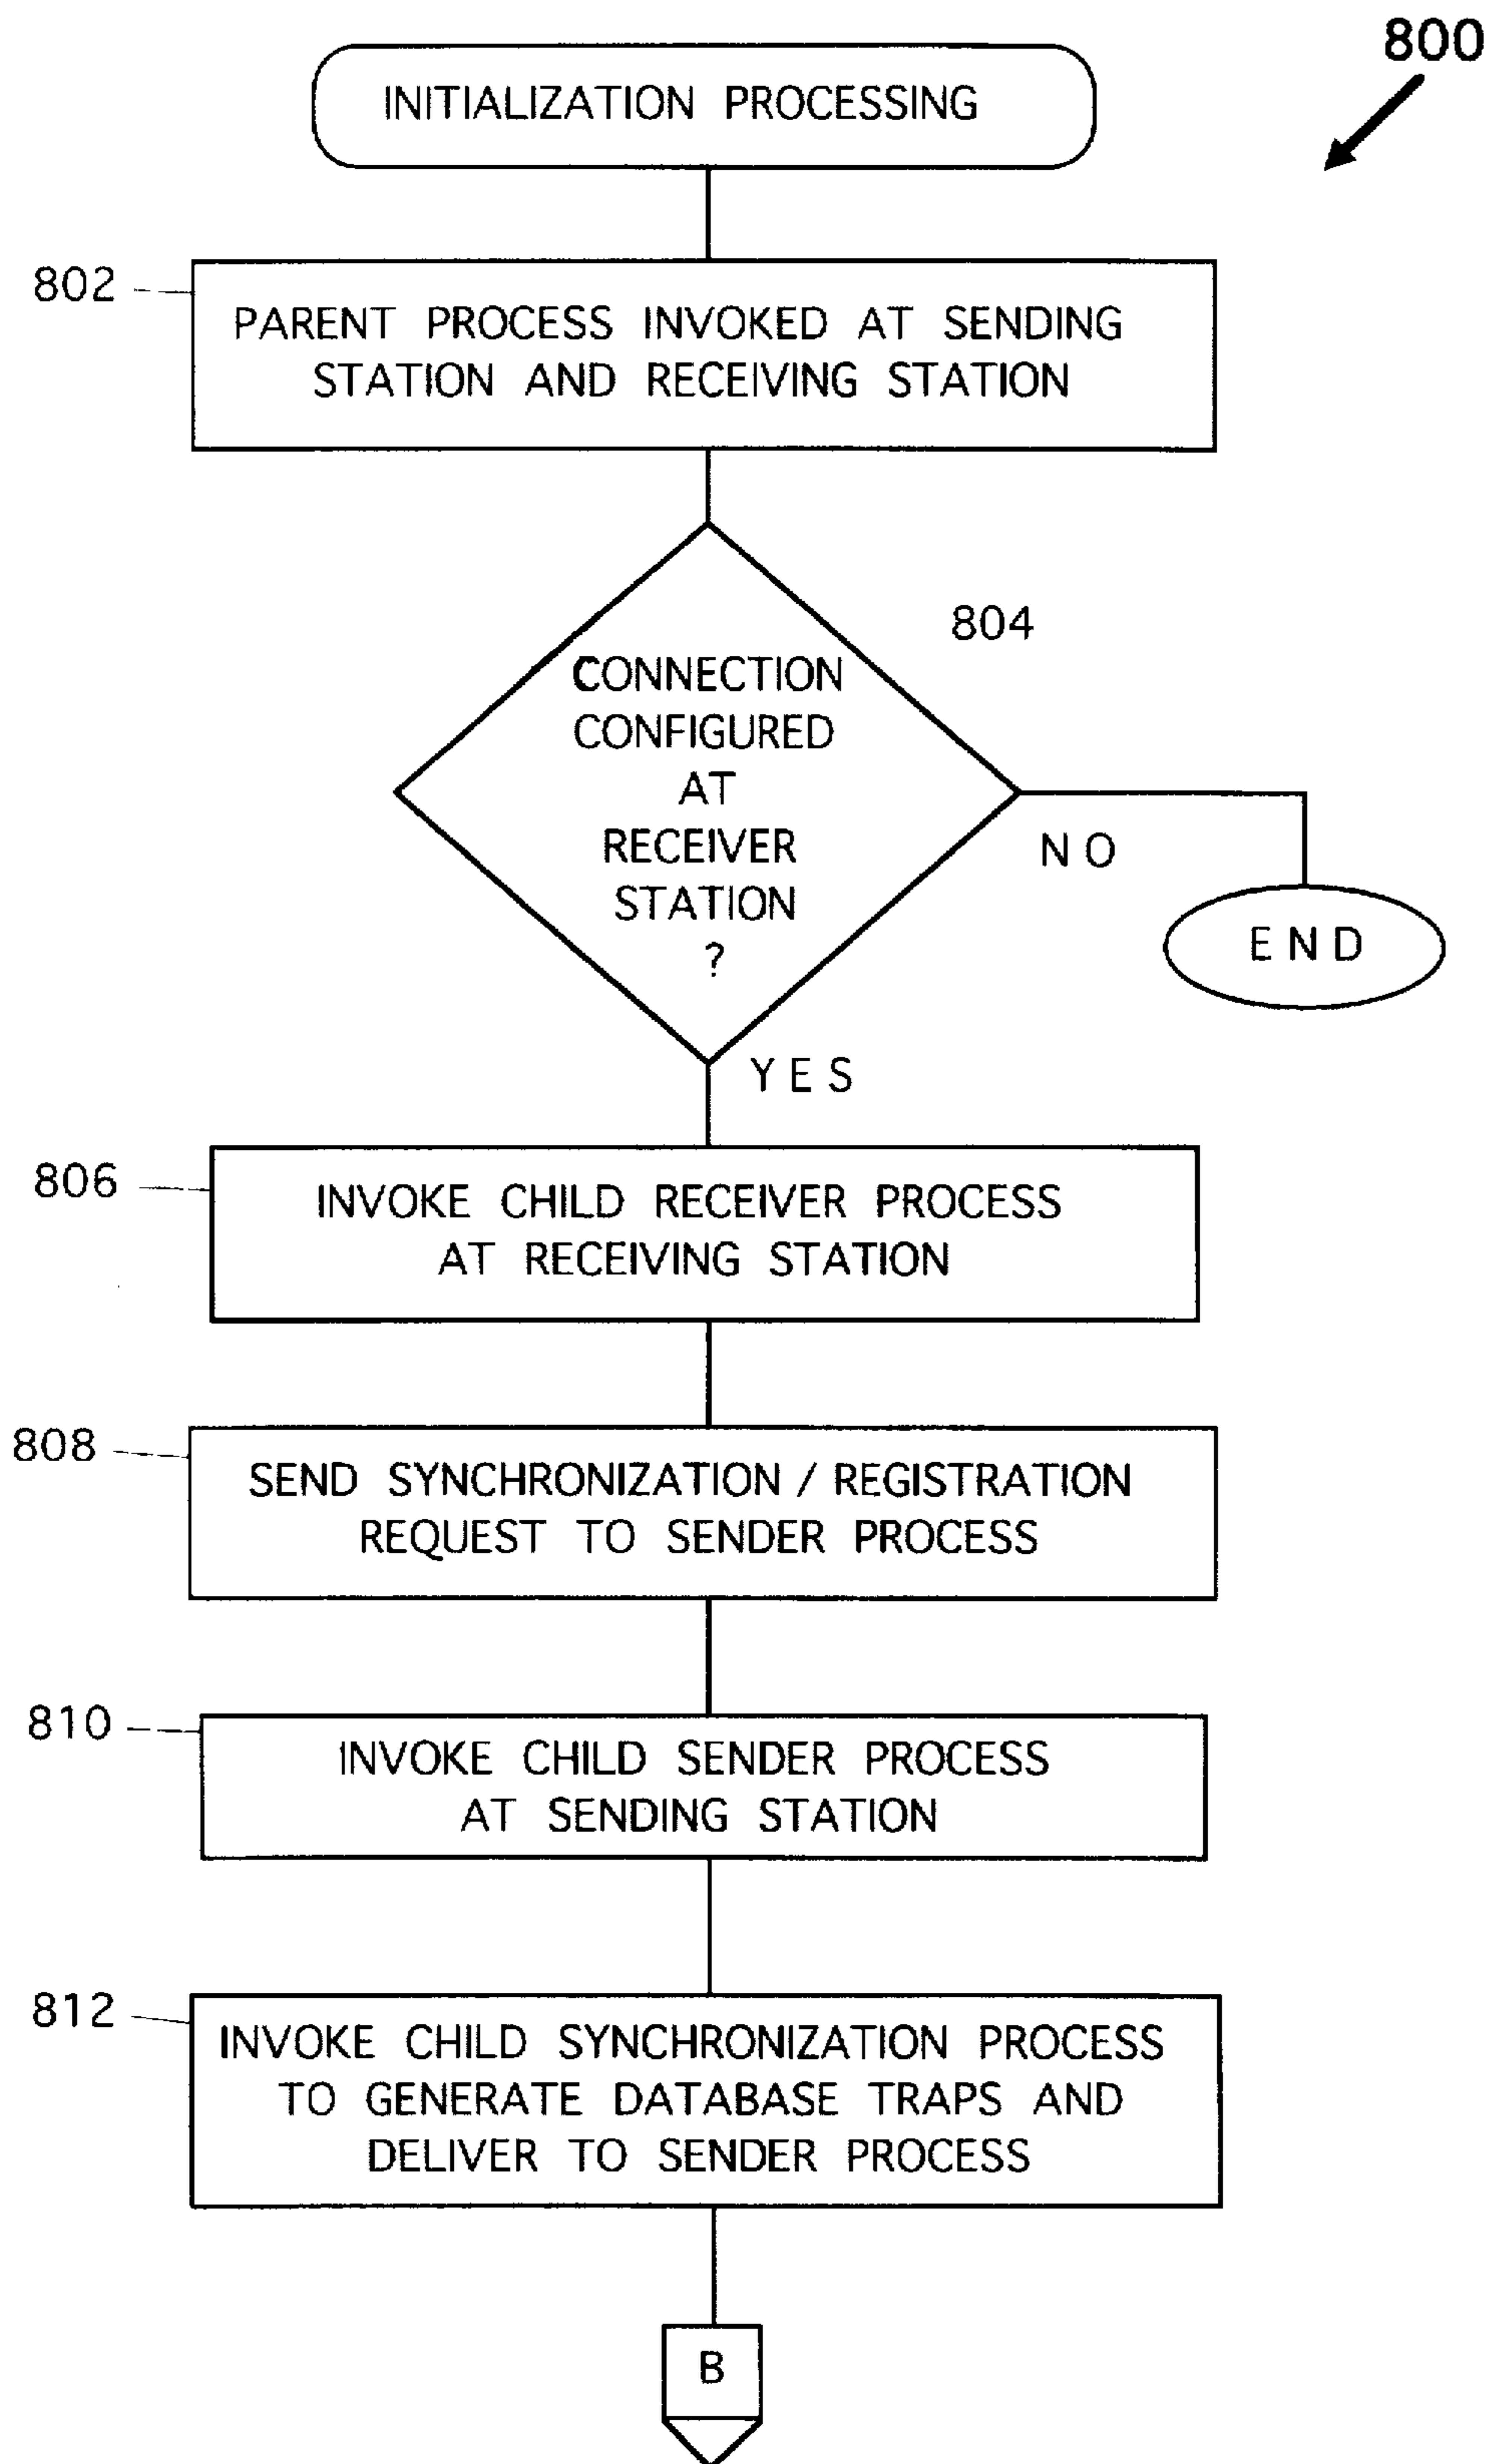 800
INITIALIZATION PROCESSING
802
PARENT PROCESS INVOKED AT SENDING
STATION AND RECEIVING STATION
804
CONNECTION
CONFIGURED
AT
RECEIVER
STATION
?
NO
END
YES
806
INVOKE CHILD RECEIVER PROCESS
AT RECEIVING STATION
808
SEND SYNCHRONIZATION / REGISTRATION
REQUEST TO SENDER PROCESS
810
INVOKE CHILD SENDER PROCESS
AT SENDING STATION
812
INVOKE CHILD SYNCHRONIZATION PROCESS
TO GENERATE DATABASE TRAPS AND
DELIVER TO SENDER PROCESS
B